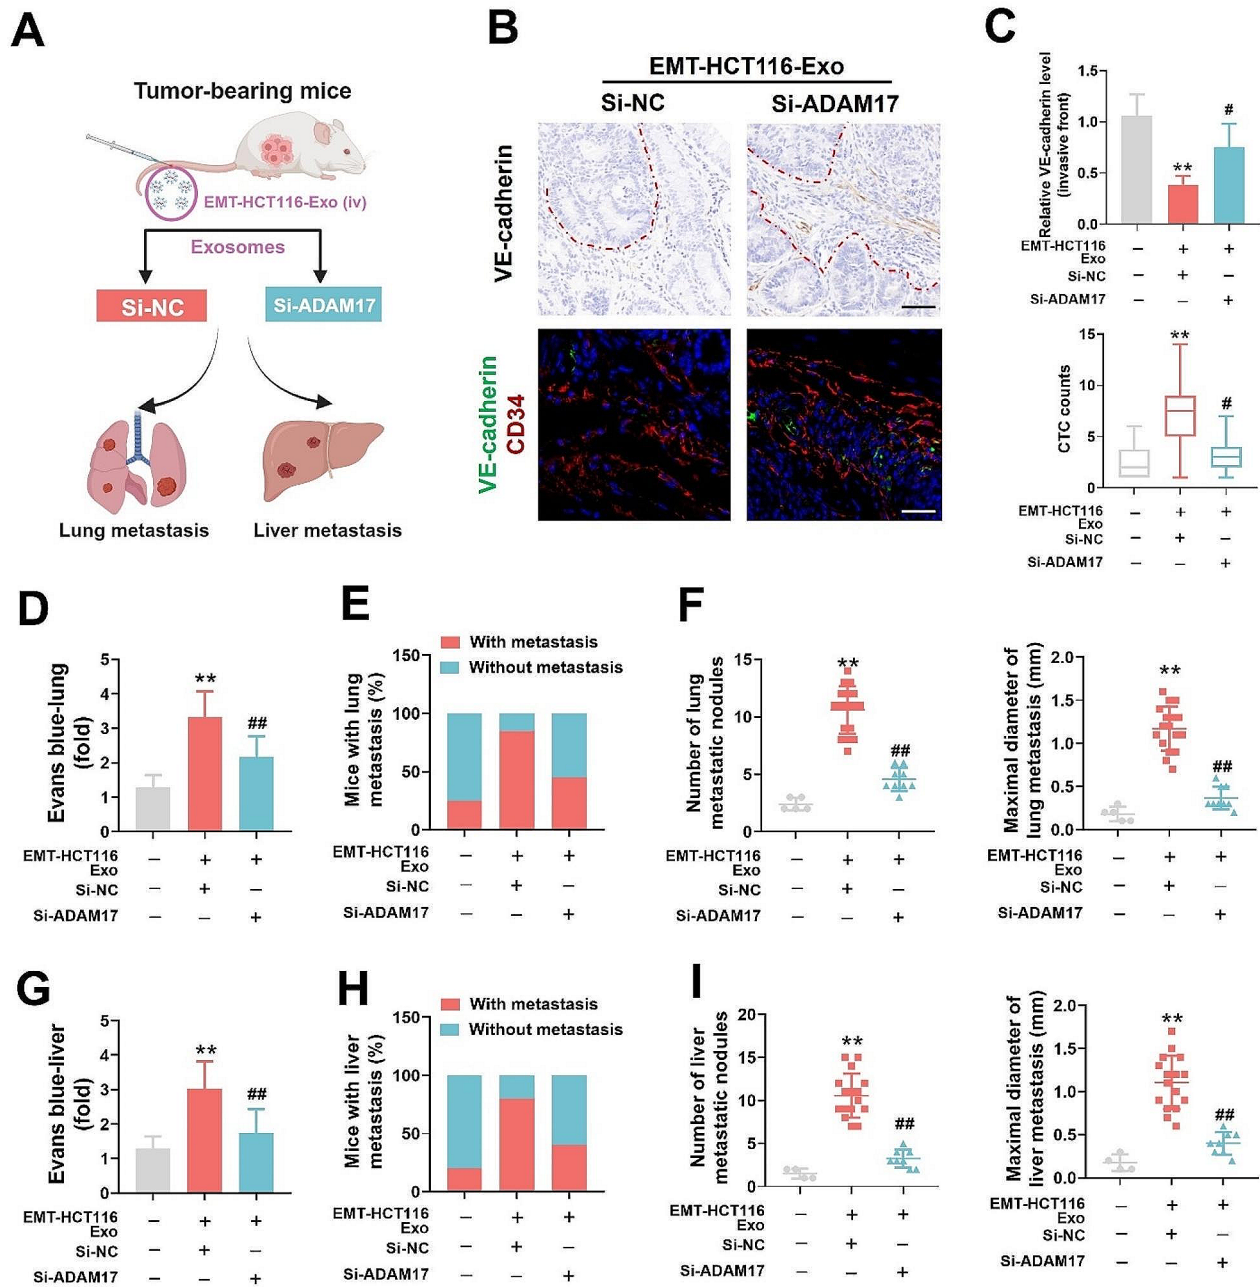 A
Tumor-bearing mice
EMT-HCT116-Exo (iv)
Exosomes
Si-NC
Si-ADAM17
Lung metastasis
Liver metastasis
B
EMT-HCT116-Exo
Si-NC
Si-ADAM17
VE-cadherin
VE-cadherin
CD34
C
Relative VE-cadherin level
(invasive front)
1.5
1.0
0.5
0.0
**
#
EMT-HCT116
Exo
– + +
Si-NC
– + –
Si-ADAM17
– – +
CTC counts
15
10
5
0
**
#
EMT-HCT116
Exo
– + +
Si-NC
– + –
Si-ADAM17
– – +
D
Evans blue-lung
(fold)
5
4
3
2
1
0
**
##
EMT-HCT116
Exo
– + +
Si-NC
– + –
Si-ADAM17
– – +
E
With metastasis
Without metastasis
Mice with lung
metastasis (%)
150
100
50
0
EMT-HCT116
Exo
– + +
Si-NC
– + –
Si-ADAM17
– – +
F
Number of lung
metastatic nodules
15
10
5
0
**
##
EMT-HCT116
Exo
– + +
Si-NC
– + –
Si-ADAM17
– – +
Maximal diameter of
lung metastasis (mm)
2.0
1.5
1.0
0.5
0.0
**
##
EMT-HCT116
Exo
– + +
Si-NC
– + –
Si-ADAM17
– – +
G
Evans blue-liver
(fold)
5
4
3
2
1
0
**
##
EMT-HCT116
Exo
– + +
Si-NC
– + –
Si-ADAM17
– – +
H
With metastasis
Without metastasis
Mice with liver
metastasis (%)
150
100
50
0
EMT-HCT116
Exo
– + +
Si-NC
– + –
Si-ADAM17
– – +
I
Number of liver
metastatic nodules
20
15
10
5
0
**
##
EMT-HCT116
Exo
– + +
Si-NC
– + –
Si-ADAM17
– – +
Maximal diameter of
liver metastasis (mm)
2.0
1.5
1.0
0.5
0.0
**
##
EMT-HCT116
Exo
– + +
Si-NC
– + –
Si-ADAM17
– – +